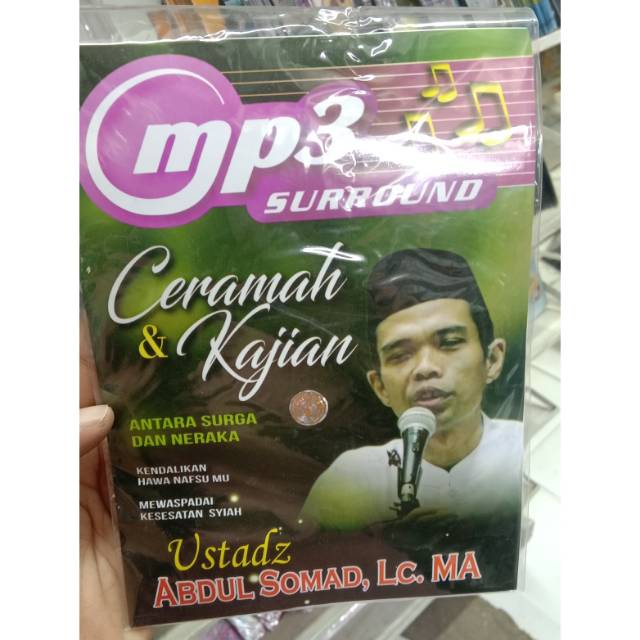 mp3
SURROUND
Ceramah
& Kajian
ANTARA SURGA
DAN NERAKA
KENDALIKAN
HAWA NAFSU MU
MEWASPADAI
KESESATAN SYIAH
Ustadz
ABDUL SOMAD, LC. MA